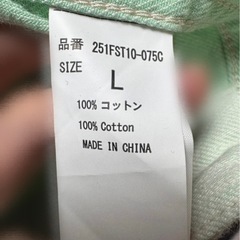 品番 251FST10-075C
SIZE
L
100% コットン
100% Cotton
MADE IN CHINA